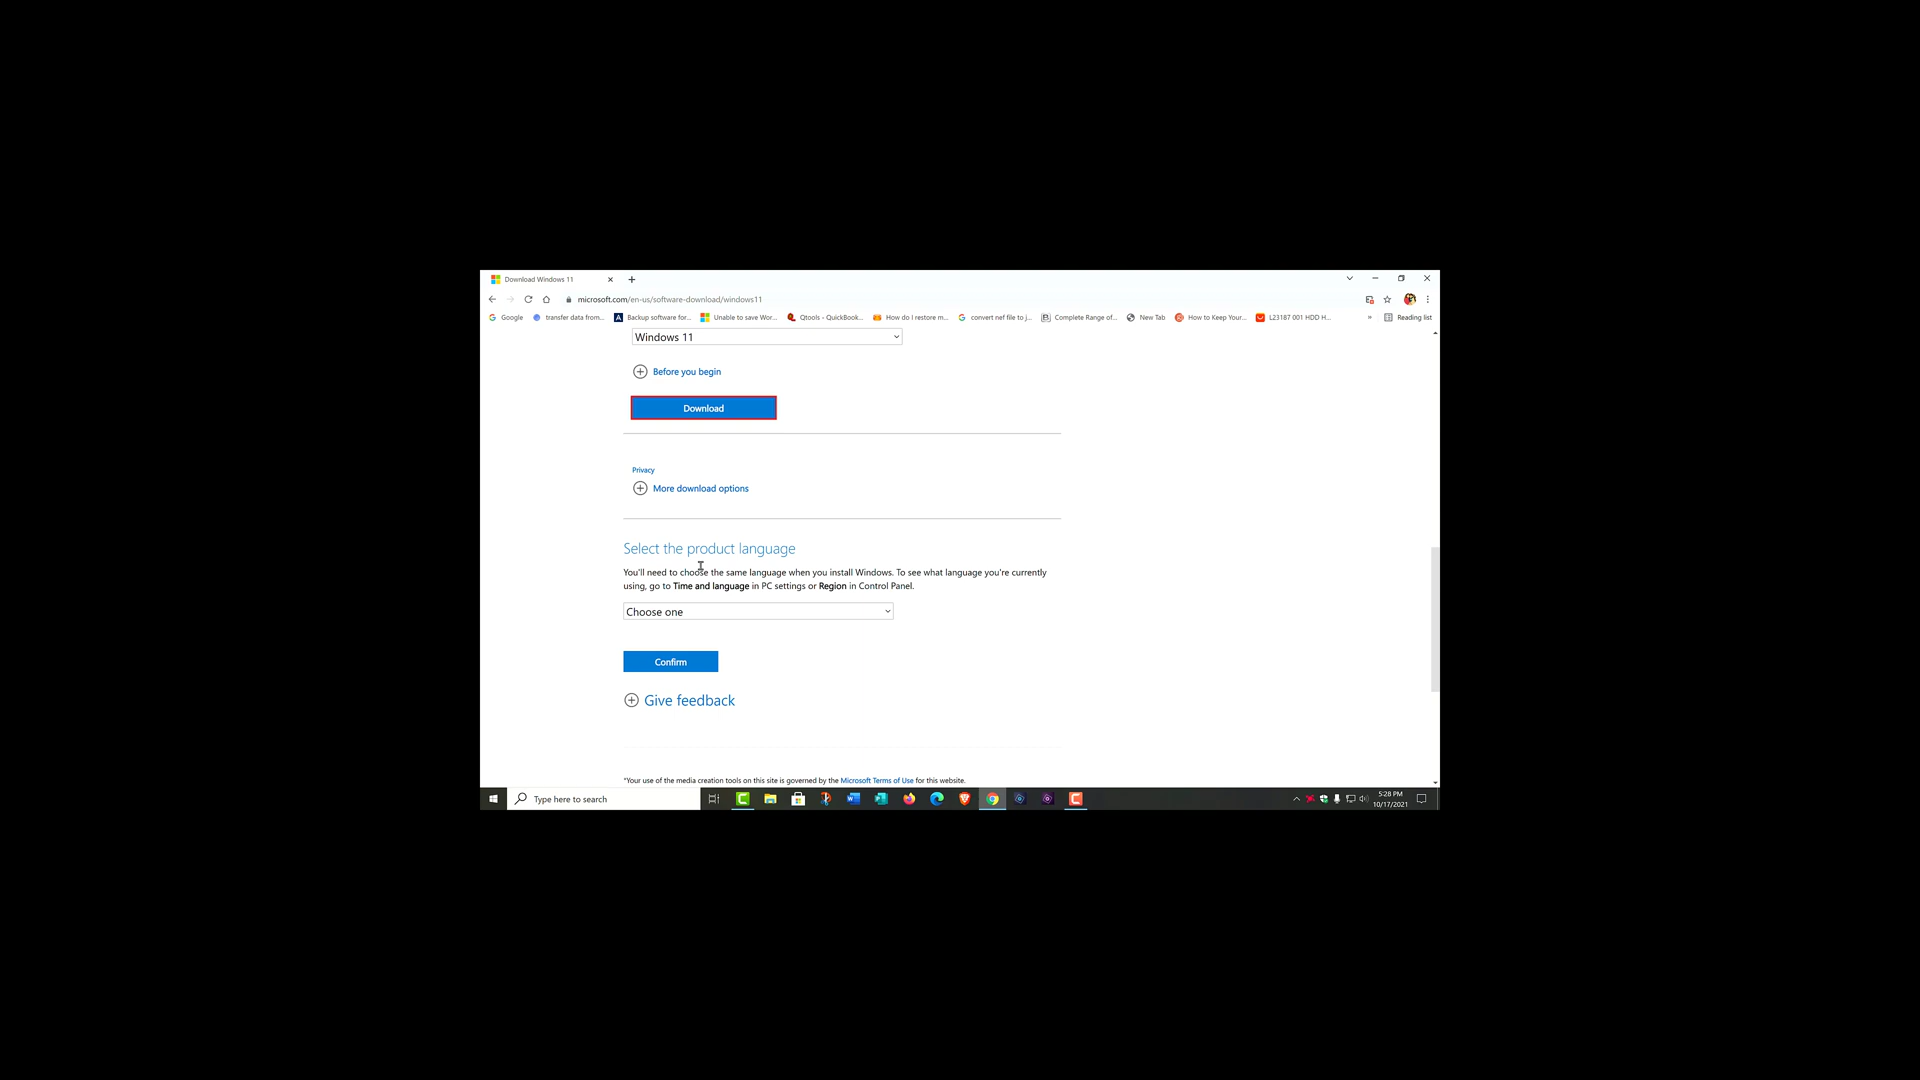 Download Windows 11
microsoft.com/en-us/software-download/windows11
Google transfer data from... Backup software for... Unable to save Wor... Qtools - QuickBook... How do I restore m... convert nef file to j... Complete Range of... New Tab How to Keep Your... L23187 001 HDD H... » Reading list
Windows 11
Before you begin
Download
Privacy
More download options
Select the product language
You'll need to choose the same language when you install Windows. To see what language you're currently
using, go to Time and language in PC settings or Region in Control Panel.
Choose one
Confirm
Give feedback
*Your use of the media creation tools on this site is governed by the Microsoft Terms of Use for this website.
Type here to search
5:28 PM
10/17/2021